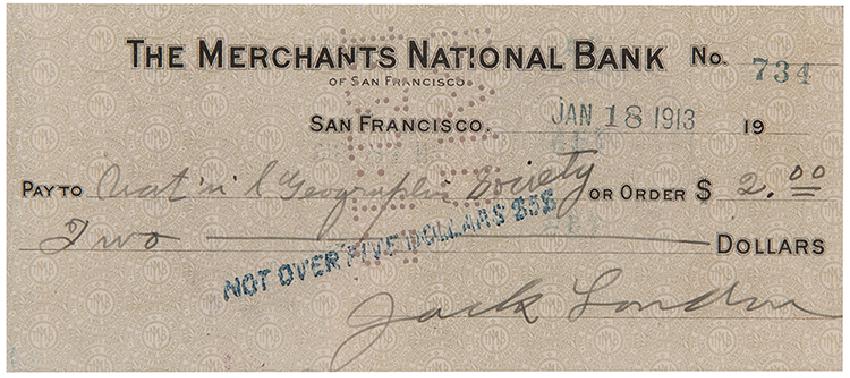 THE MERCHANTS NATIONAL BANK No. 734
OF SAN FRANCISCO.
SAN FRANCISCO. JAN 18 1913 19
PAY TO Nat'n'l Geographic Society OR ORDER $ 2.00
Two DOLLARS
NOT OVER FIVE DOLLARS $5$
Jack London